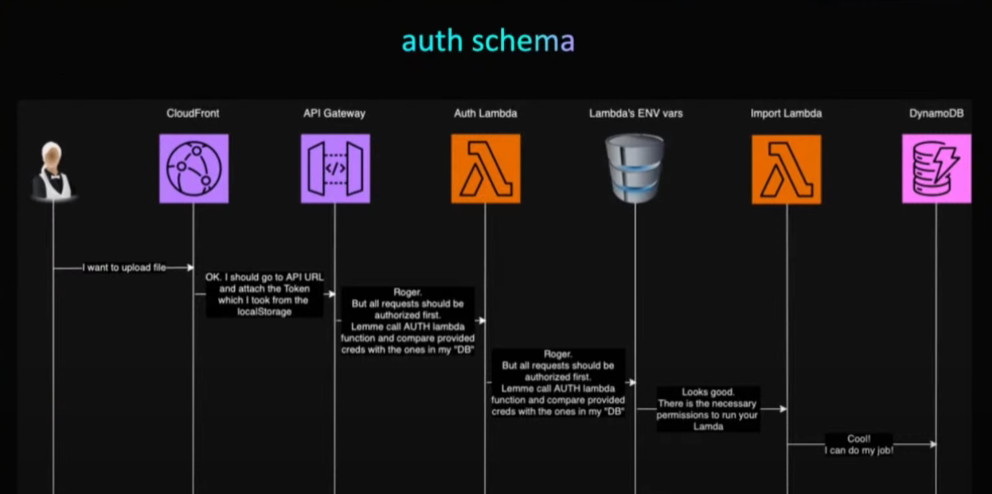 auth schema
CloudFront
API Gateway
Auth Lambda
Lambda's ENV vars
Import Lambda
DynamoDB
</>
I want to upload file
OK. I should go to API URL
and attach the Token
which I took from the
localStorage
Roger.
But all requests should be
authorized first.
Lemme call AUTH lambda
function and compare provided
creds with the ones in my "DB"
Roger.
But all requests should be
authorized first.
Lemme call AUTH lambda
function and compare provided
creds with the ones in my "DB"
Looks good.
There is the necessary
permissions to run your
Lamda
Cool!
I can do my job!